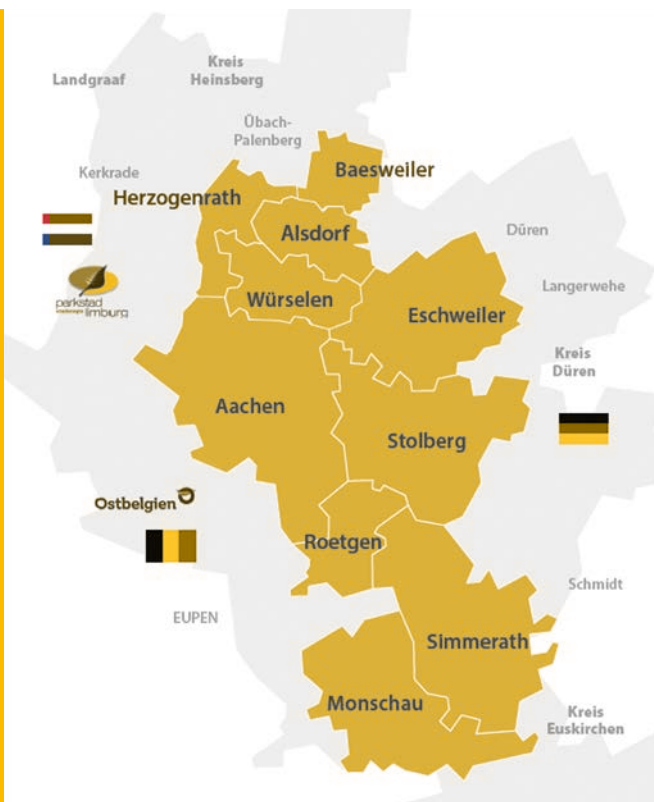 Landgraaf
Kreis
Heinsberg
Übach-
Palenberg
Kerkrade
Baesweiler
Herzogenrath
Alsdorf
Düren
Langerwehe
Würselen
Eschweiler
parkstad
limburg
Kreis
Düren
Aachen
Stolberg
Ostbelgien
Roetgen
Schmidt
EUPEN
Simmerath
Monschau
Kreis
Euskirchen